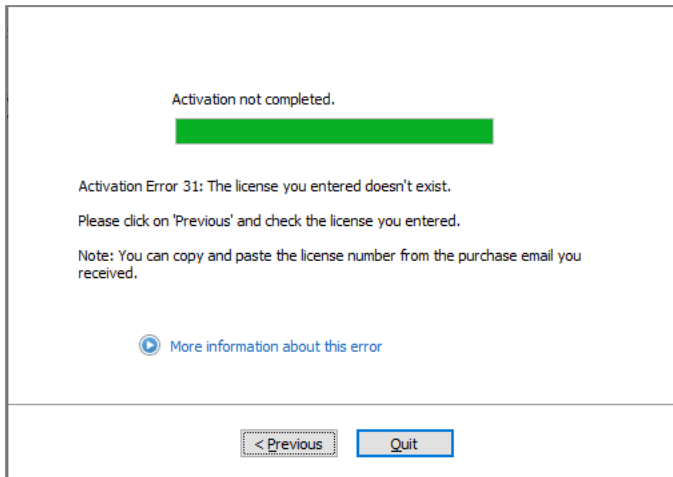 Activation not completed.
Activation Error 31: The license you entered doesn't exist.
Please click on 'Previous' and check the license you entered.
Note: You can copy and paste the license number from the purchase email you
received.
More information about this error
< Previous
Quit